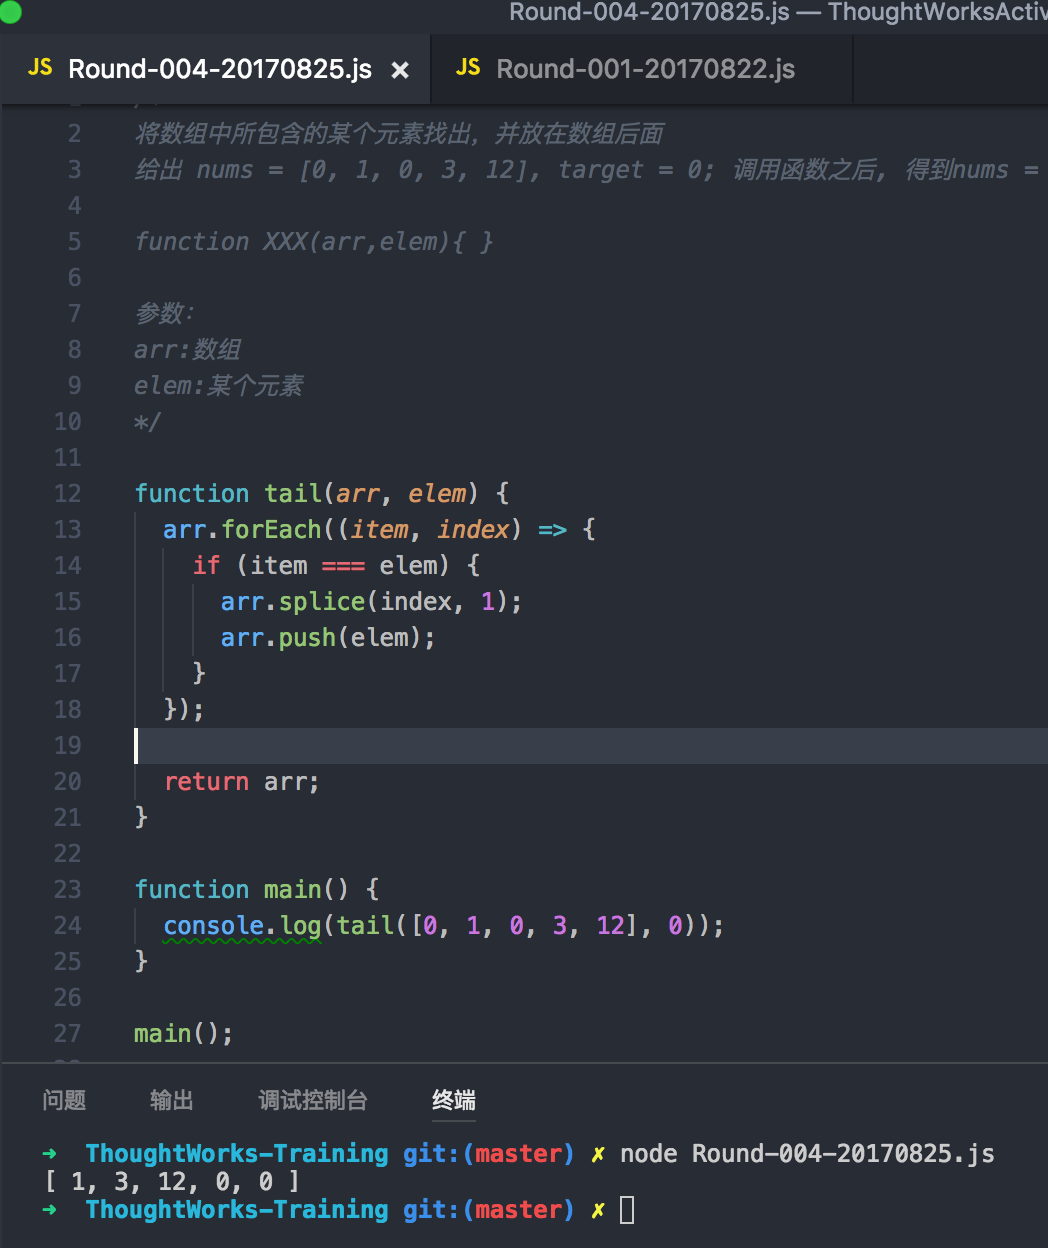 Round-004-20170825.js — ThoughtWorksActiv
JS Round-004-20170825.js × JS Round-001-20170822.js
2 将数组中所包含的某个元素找出，并放在数组后面
3 给出 nums = [0, 1, 0, 3, 12], target = 0; 调用函数之后, 得到nums =
4
5 function XXX(arr,elem){ }
6
7 参数：
8 arr:数组
9 elem:某个元素
10 */
11
12 function tail(arr, elem) {
13 arr.forEach((item, index) => {
14 if (item === elem) {
15 arr.splice(index, 1);
16 arr.push(elem);
17 }
18 });
19
20 return arr;
21 }
22
23 function main() {
24 console.log(tail([0, 1, 0, 3, 12], 0));
25 }
26
27 main();
问题 输出 调试控制台 终端
➜ ThoughtWorks-Training git:(master) ✗ node Round-004-20170825.js
[ 1, 3, 12, 0, 0 ]
➜ ThoughtWorks-Training git:(master) ✗